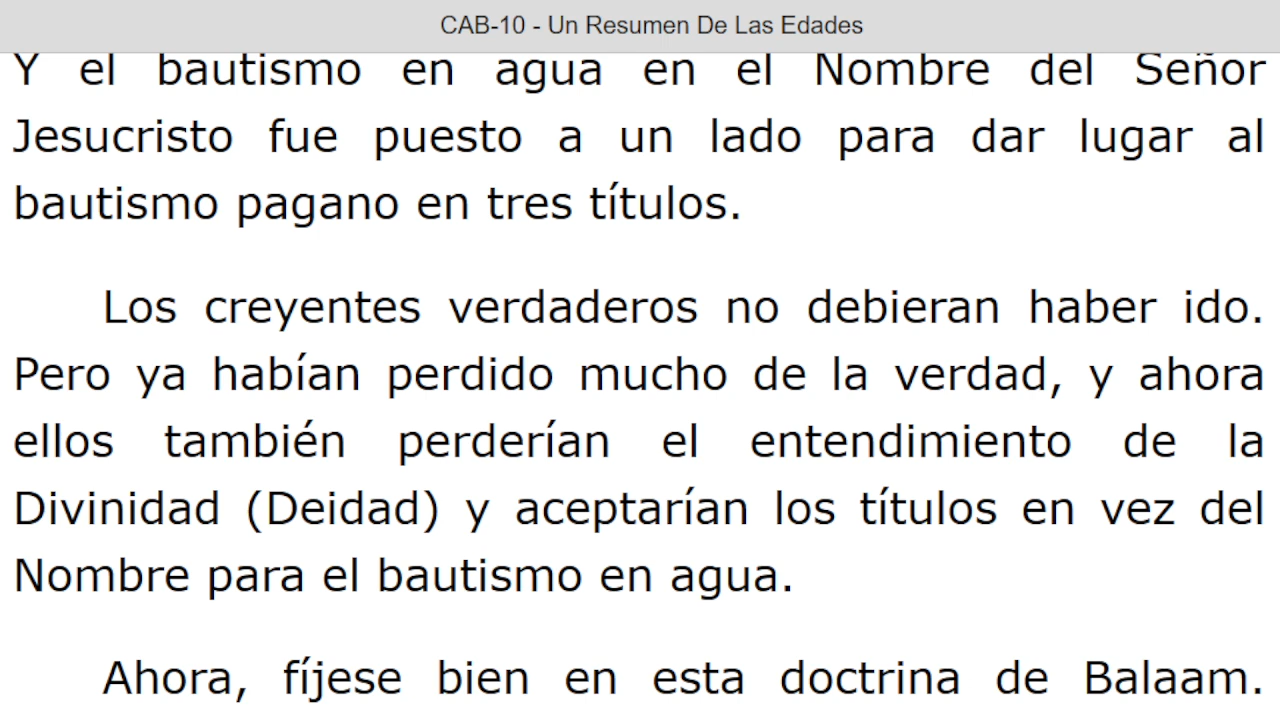 CAB-10 - Un Resumen De Las Edades
Y el bautismo en agua en el Nombre del Señor
Jesucristo fue puesto a un lado para dar lugar al
bautismo pagano en tres títulos.
Los creyentes verdaderos no debieran haber ido.
Pero ya habían perdido mucho de la verdad, y ahora
ellos también perderían el entendimiento de la
Divinidad (Deidad) y aceptarían los títulos en vez del
Nombre para el bautismo en agua.
Ahora, fíjese bien en esta doctrina de Balaam.